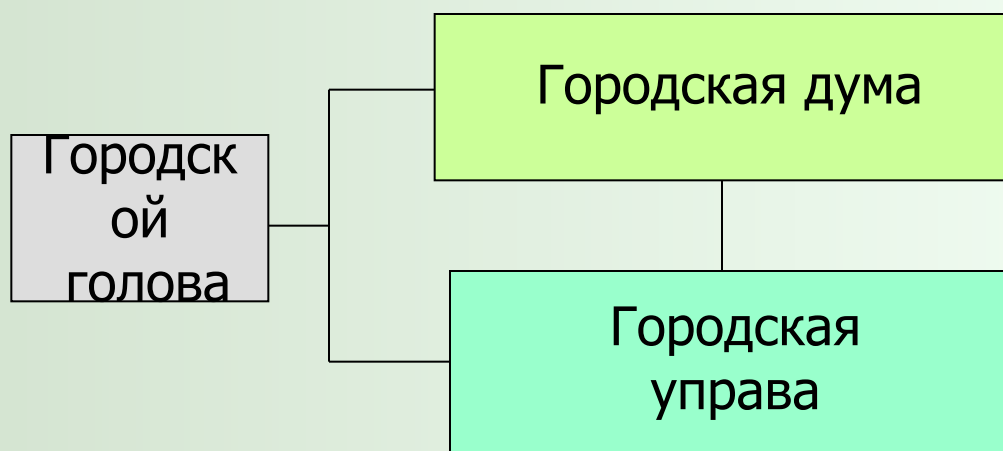 Городск
ой
голова
Городская дума
Городская
управа